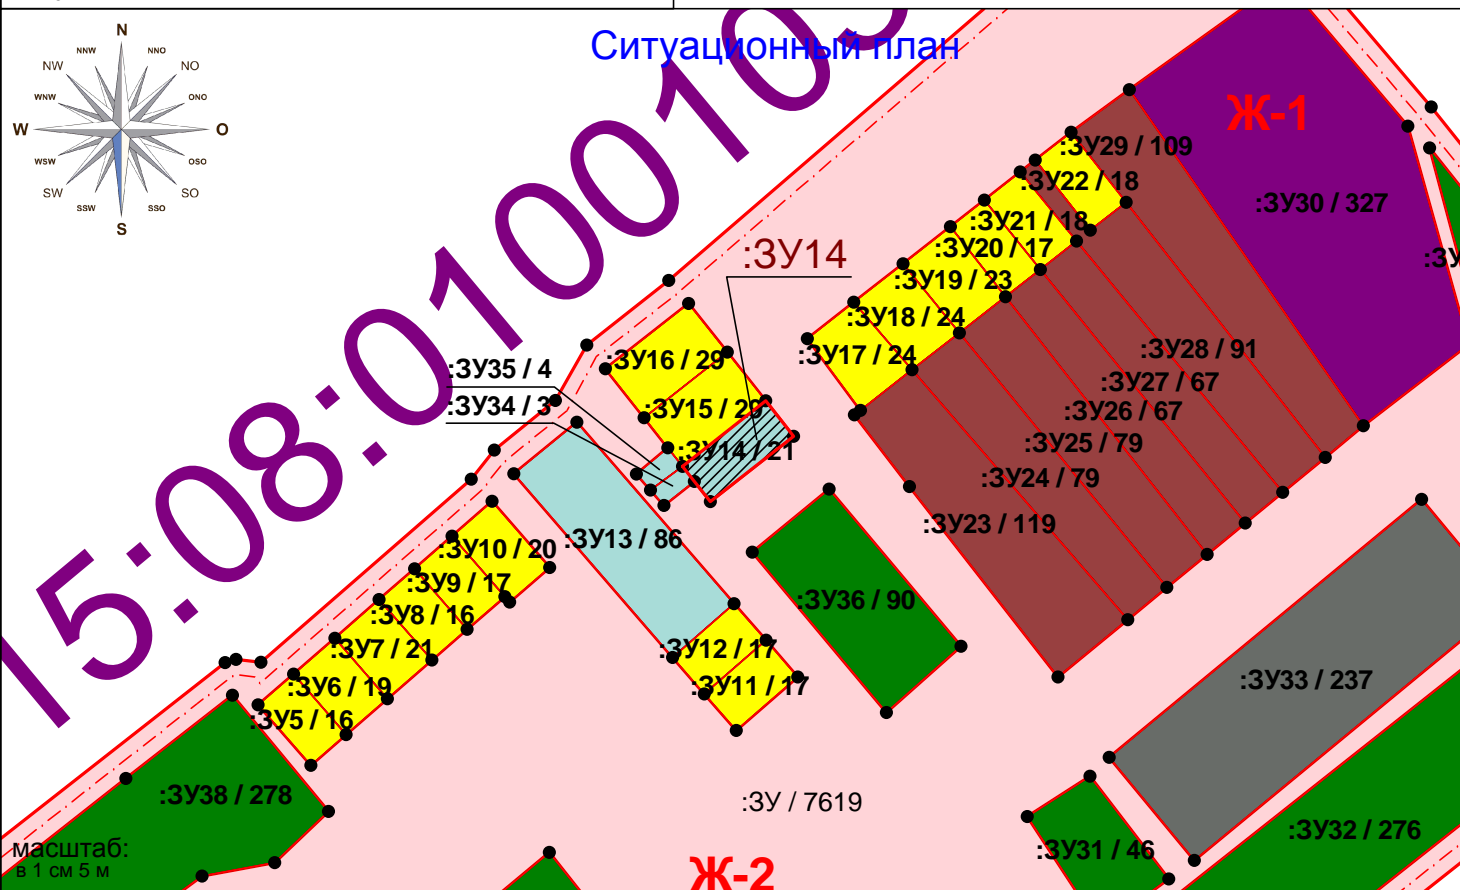 Ситуационный план
N
NNW
NNO
NW
NO
WNW
ONO
W
O
WSW
OSO
SW
SO
SSW
SSO
S
15:08:010010
Ж-1
:ЗУ29 / 109
:ЗУ22 / 18
:ЗУ30 / 327
:ЗУ21 / 18
:ЗУ20 / 17
:ЗУ14
:ЗУ19 / 23
:ЗУ18 / 24
:ЗУ17 / 24
:ЗУ28 / 91
:ЗУ16 / 29
:ЗУ35 / 4
:ЗУ27 / 67
:ЗУ34 / 3
:ЗУ15 / 29
:ЗУ26 / 67
:ЗУ25 / 79
:ЗУ14 / 21
:ЗУ24 / 79
:ЗУ23 / 119
:ЗУ13 / 86
:ЗУ10 / 20
:ЗУ9 / 17
:ЗУ36 / 90
:ЗУ8 / 16
:ЗУ7 / 21
:ЗУ12 / 17
:ЗУ33 / 237
:ЗУ6 / 19
:ЗУ11 / 17
:ЗУ5 / 16
:ЗУ38 / 278
:ЗУ / 7619
:ЗУ32 / 276
масштаб:
:ЗУ31 / 46
в 1 см 5 м
Ж-2